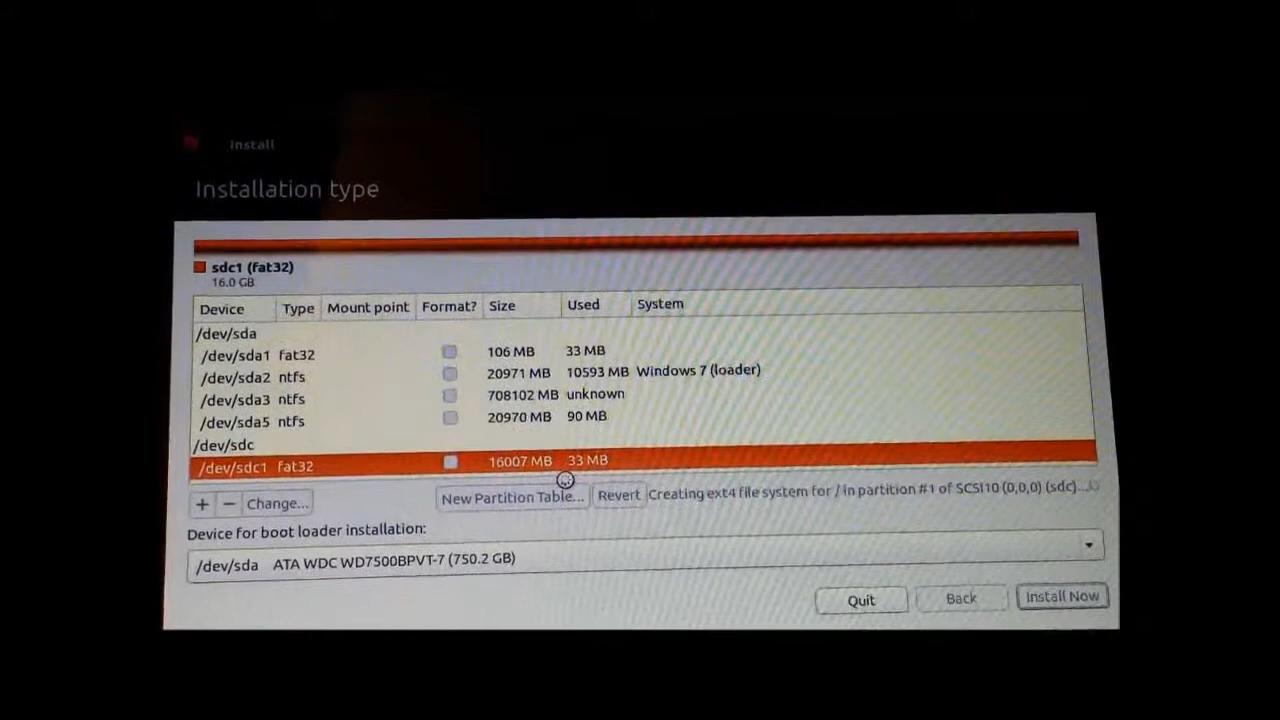 Install
Installation type
sdc1 (fat32)
16.0 GB
Device Type Mount point Format? Size Used System
/dev/sda
/dev/sda1 fat32 106 MB 33 MB
/dev/sda2 ntfs 20971 MB 10593 MB Windows 7 (loader)
/dev/sda3 ntfs 708102 MB unknown
/dev/sda5 ntfs 20970 MB 90 MB
/dev/sdc
/dev/sdc1 fat32 16007 MB 33 MB
+ − Change... New Partition Table... Revert Creating ext4 file system for / in partition #1 of SCSI10 (0,0,0) (sdc)...
Device for boot loader installation:
/dev/sda ATA WDC WD7500BPVT-7 (750.2 GB)
Quit Back Install Now